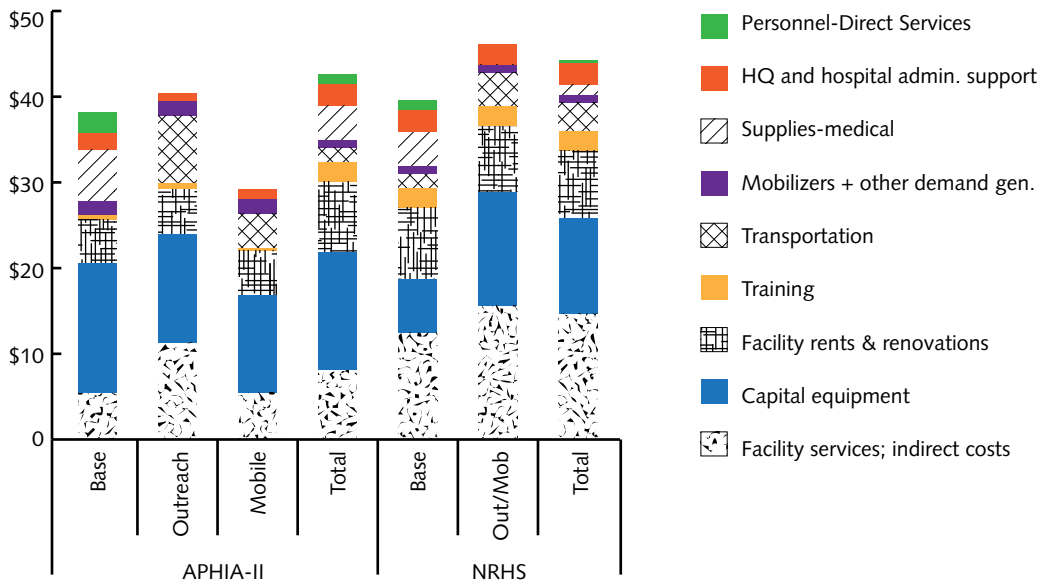 $50
$40
$30
$20
$10
0
Base
Outreach
Mobile
Total
Base
Out/Mob
Total
APHIA-II
NRHS
Personnel-Direct Services
HQ and hospital admin. support
Supplies-medical
Mobilizers + other demand gen.
Transportation
Training
Facility rents & renovations
Capital equipment
Facility services; indirect costs